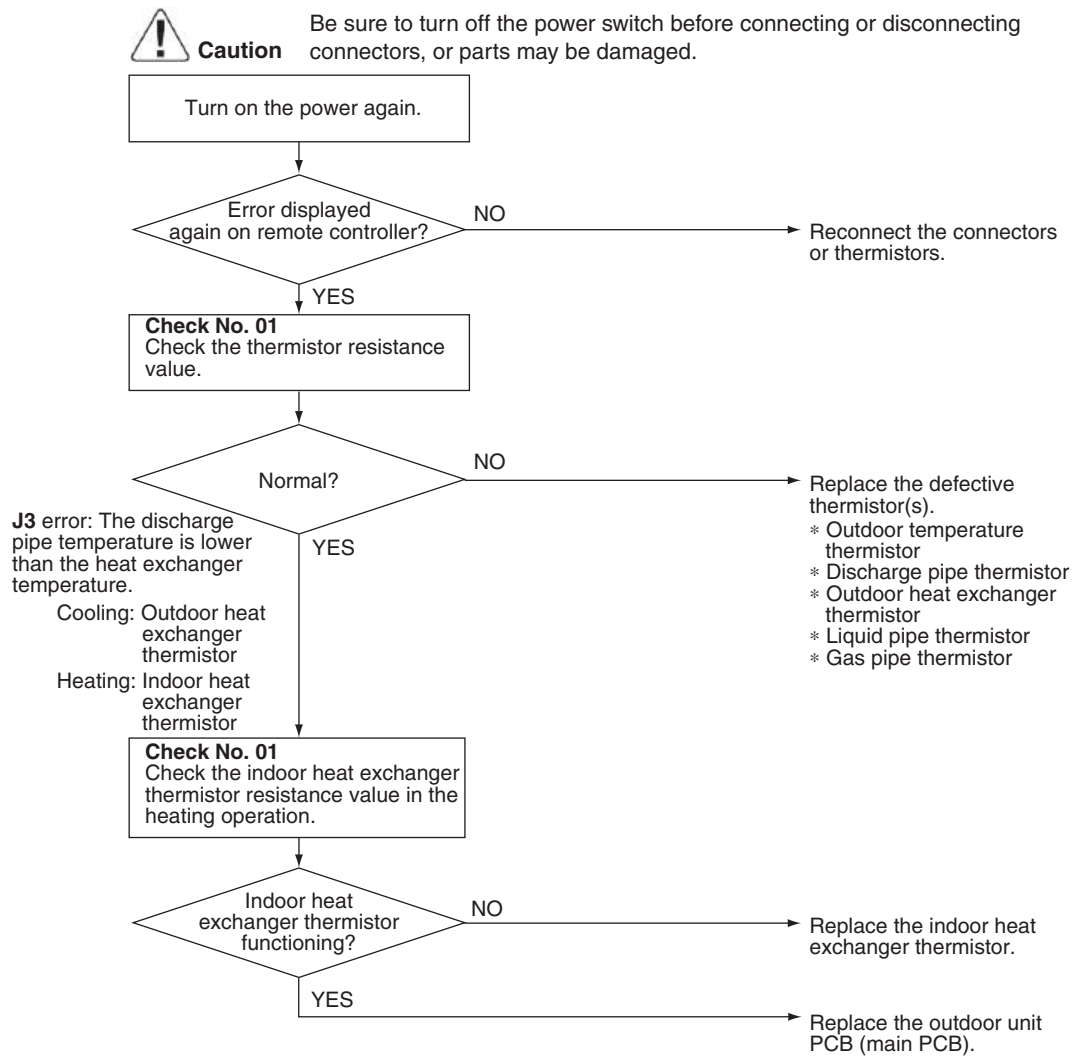 Caution
Be sure to turn off the power switch before connecting or disconnecting
connectors, or parts may be damaged.
Turn on the power again.
Error displayed
again on remote controller?
NO
Reconnect the connectors
or thermistors.
YES
Check No. 01
Check the thermistor resistance
value.
Normal?
NO
Replace the defective
thermistor(s).
* Outdoor temperature
thermistor
* Discharge pipe thermistor
* Outdoor heat exchanger
thermistor
* Liquid pipe thermistor
* Gas pipe thermistor
YES
J3 error: The discharge
pipe temperature is lower
than the heat exchanger
temperature.
Cooling: Outdoor heat
exchanger
thermistor
Heating: Indoor heat
exchanger
thermistor
Check No. 01
Check the indoor heat exchanger
thermistor resistance value in the
heating operation.
Indoor heat
exchanger thermistor
functioning?
NO
Replace the indoor heat
exchanger thermistor.
YES
Replace the outdoor unit
PCB (main PCB).